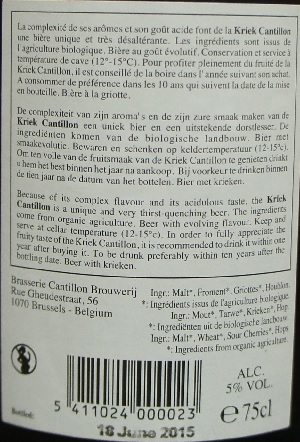 La complexité de ses arômes et son goût acide font de la Kriek Cantillon
une bière unique et très désaltérante. Les ingrédients sont issus de
l'agriculture biologique. Bière au goût évolutif. Conservation et service à
température de cave (12°-15°C). Pour profiter pleinement du fruité de la
Kriek Cantillon, il est conseillé de la boire dans l'année suivant son achat.
A consommer de préférence dans les 10 ans qui suivent la date de la mise
en bouteille. Bière à la griotte.
De complexiteit van zijn aroma's en de zijn zure smaak maken van de
Kriek Cantillon een uniek bier en een uitstekende dorstlesser. De
ingrediënten komen van de biologische landbouw. Bier met
smaakevolutie. Bewaren en schenken op keldertemperatuur (12-15°C).
Om ten volle van de fruitsmaak van de Kriek Cantillon te genieten drinkt
u hem het best binnen het jaar na aankoop. Bij voorkeur te drinken binnen
de tien jaar na de datum van het bottelen. Bier met krieken.
Because of its complex flavour and its acidulous taste, the Kriek
Cantillon is a unique and very thirst-quenching beer. The ingredients
come from organic agriculture. Beer with evolving flavour. Keep and
serve at cellar temperature (12-15°C). In order to fully appreciate the
fruity taste of the Kriek Cantillon, it is recommended to drink it within one
year after buying it. To be drunk preferably within ten years after the
bottling date. Beer with krieken.
Brasserie Cantillon Brouwerij
Rue Gheudestraat, 56
1070 Brussels - Belgium
Ingr.: Malt*, Froment*, Griottes*, Houblon.
*: Ingrédients issus de l'agriculture biologique.
Ingr.: Mout*, Tarwe*, Krieken*, Hop.
*: Ingrediënten uit de biologische landbouw
Ingr.: Malt*, Wheat*, Sour Cherries*, Hops
*: Ingredients from organic agriculture.
ALC.
5% VOL.
e 75cl
5 411024 000023
Bottled:
18 June 2015